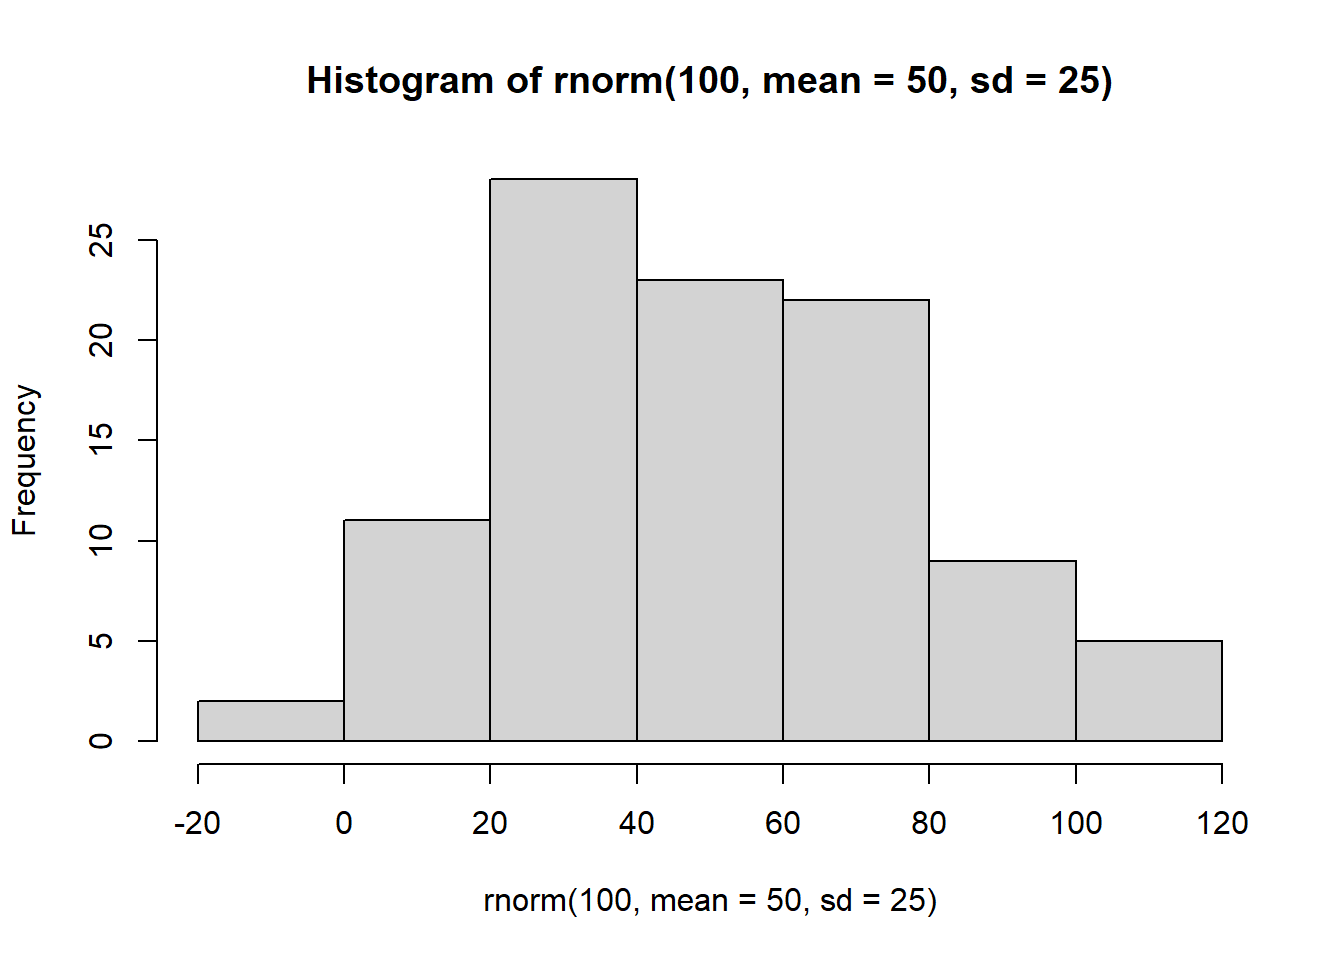 Histogram of rnorm(100, mean = 50, sd = 25)
Frequency
25
20
15
10
5
0
-20 0 20 40 60 80 100 120
rnorm(100, mean = 50, sd = 25)